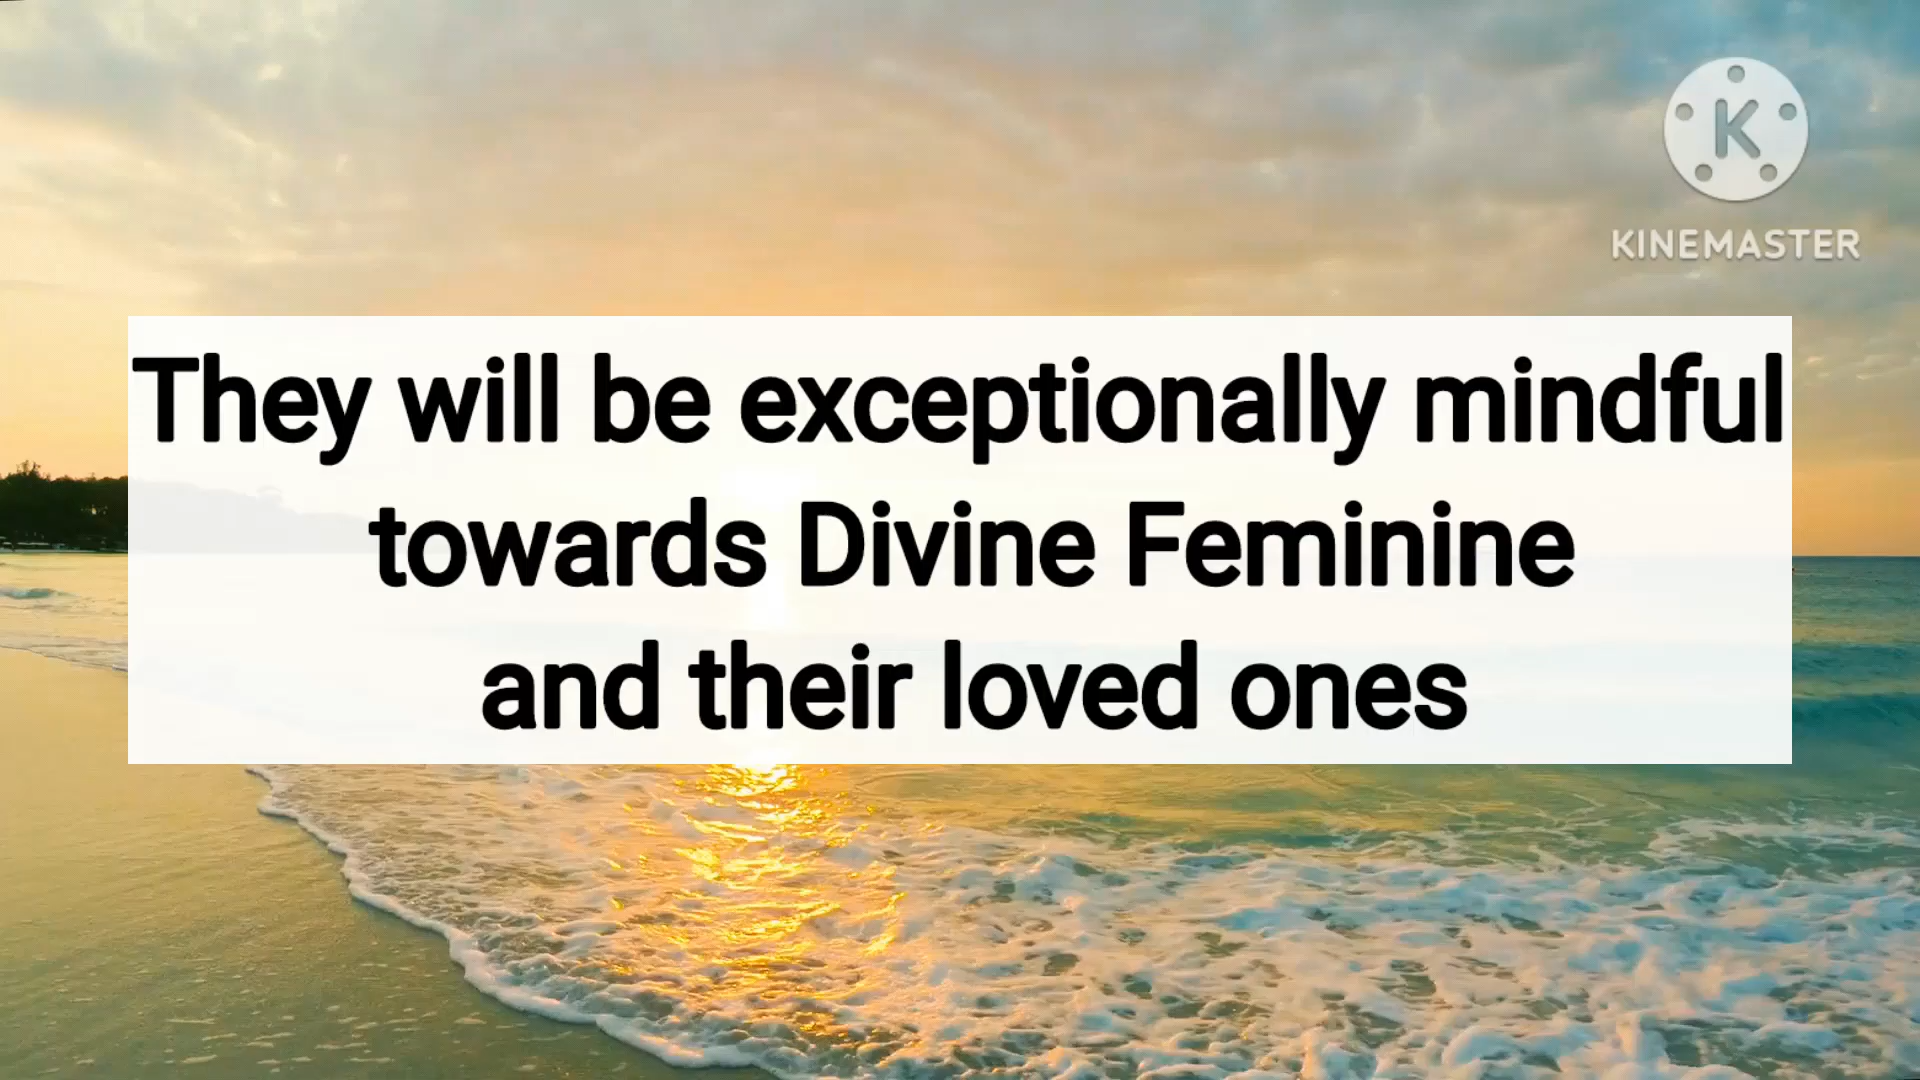 K
KINEMASTER
They will be exceptionally mindful
towards Divine Feminine
and their loved ones